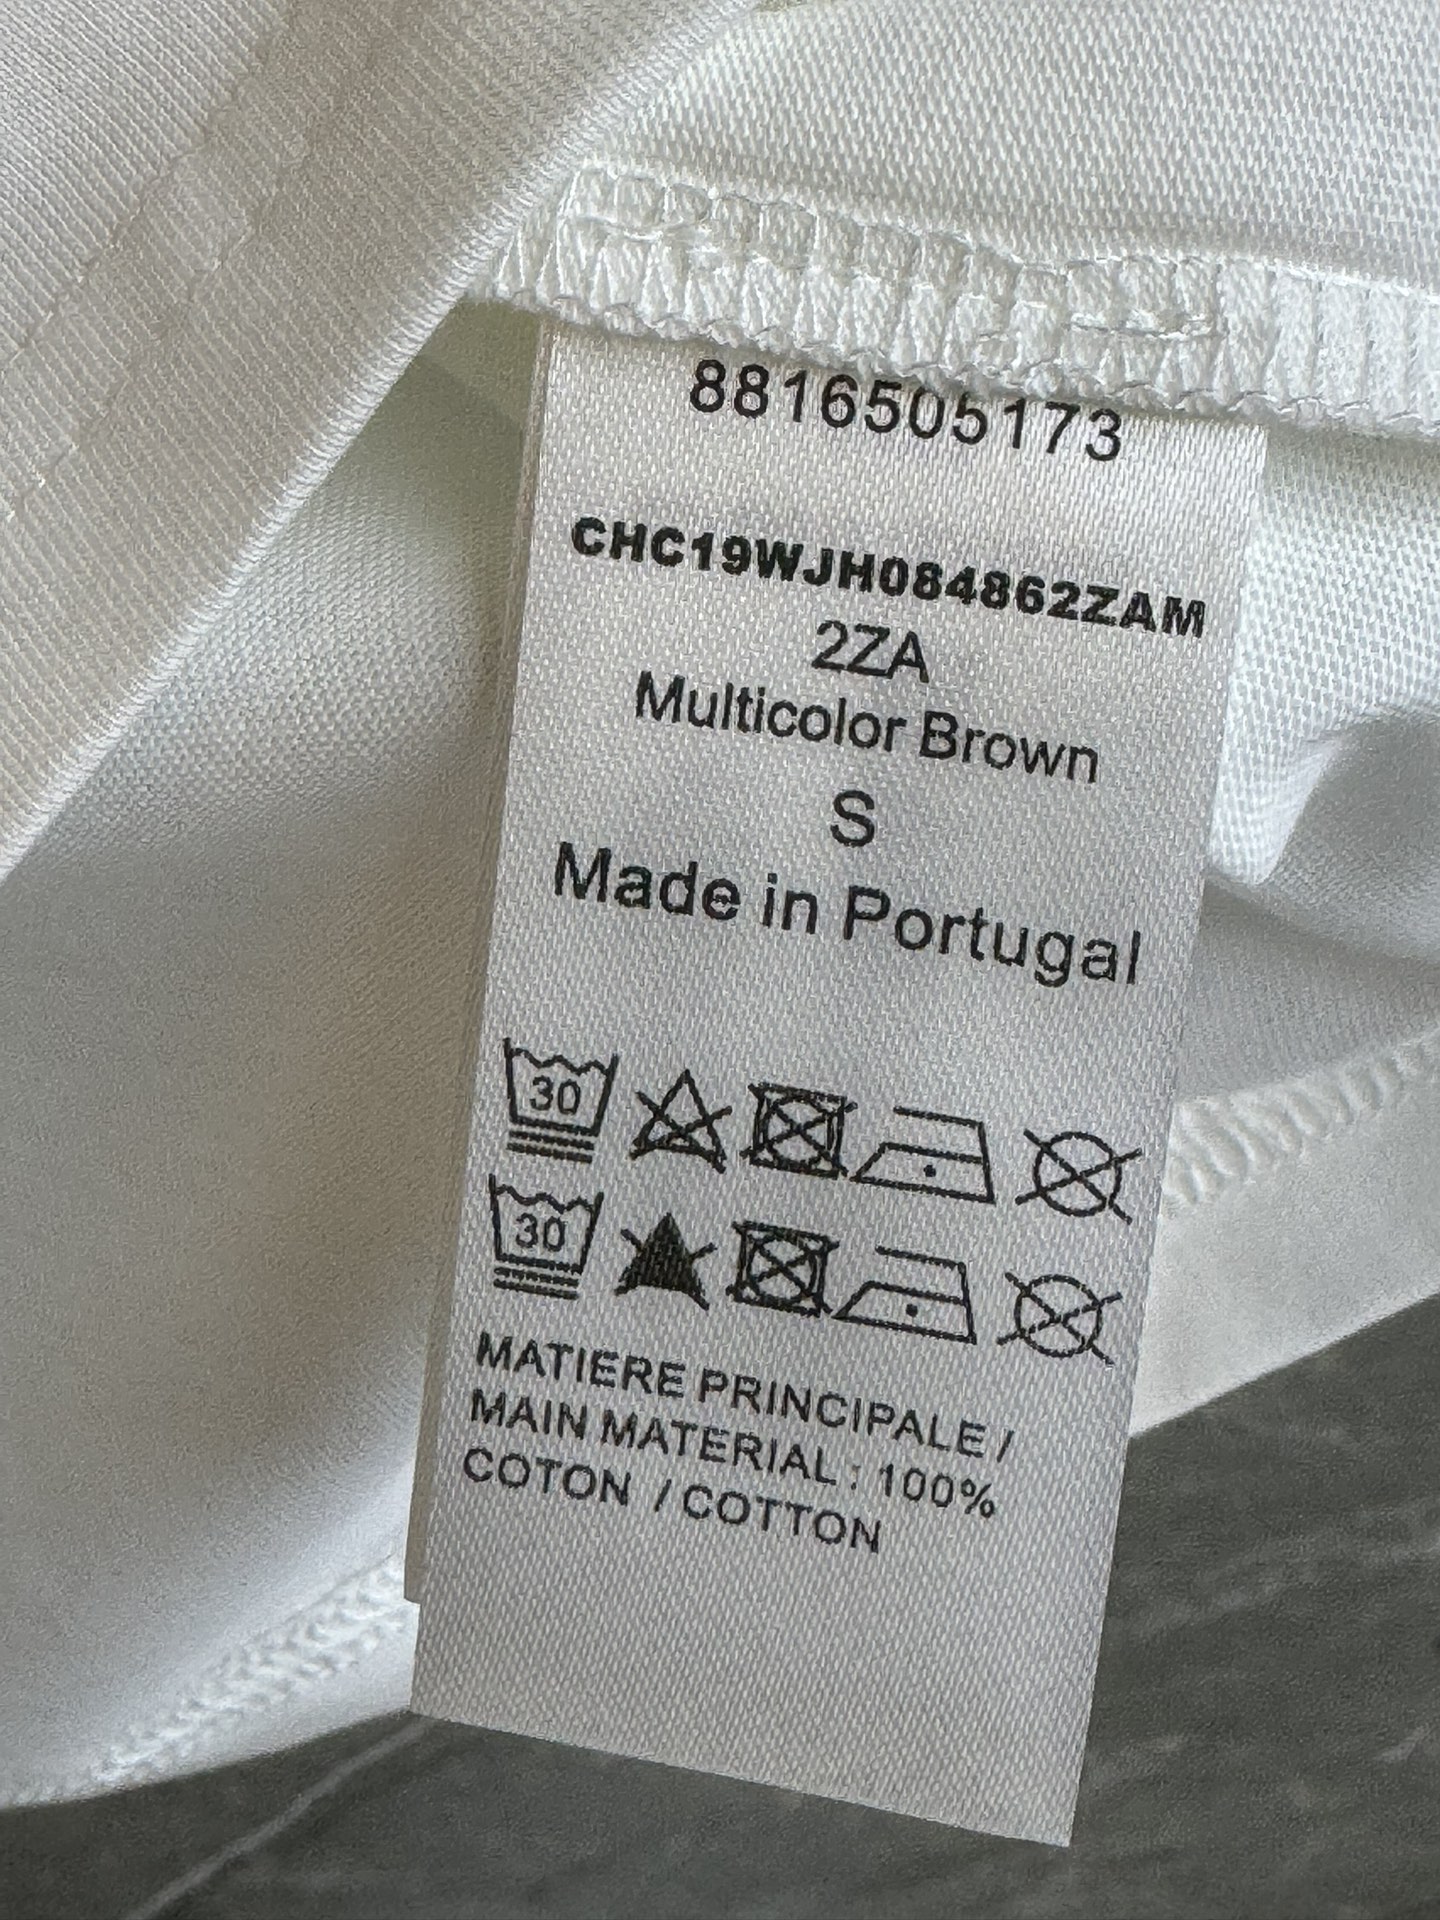 8816505173
CHC19WJH084862ZAM
2ZA
Multicolor Brown
S
Made in Portugal
30
30
MATIERE PRINCIPALE /
MAIN MATERIAL : 100%
COTON / COTTON